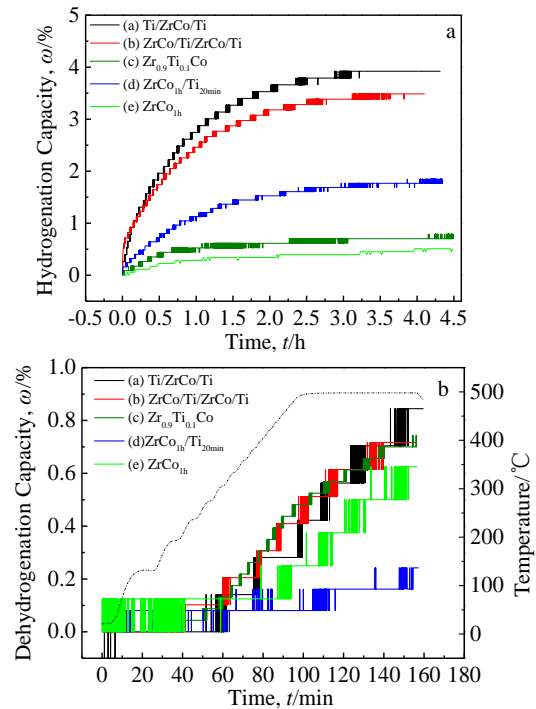 a
(a) Ti/ZrCo/Ti
(b) ZrCo/Ti/ZrCo/Ti
(c) Zr0.9Ti0.1Co
(d) ZrCo1h/Ti20min
(e) ZrCo1h
Hydrogenation Capacity, ω/%
5
4
3
2
1
0
-0.5 0.0 0.5 1.0 1.5 2.0 2.5 3.0 3.5 4.0 4.5
Time, t/h
b
(a) Ti/ZrCo/Ti
(b) ZrCo/Ti/ZrCo/Ti
(c) Zr0.9Ti0.1Co
(d)ZrCo1h/Ti20min
(e) ZrCo1h
Dehydrogenation Capacity, ω/%
1.0
0.8
0.6
0.4
0.2
0.0
500
400
300
200
100
0
Temperature/℃
0 20 40 60 80 100 120 140 160 180
Time, t/min